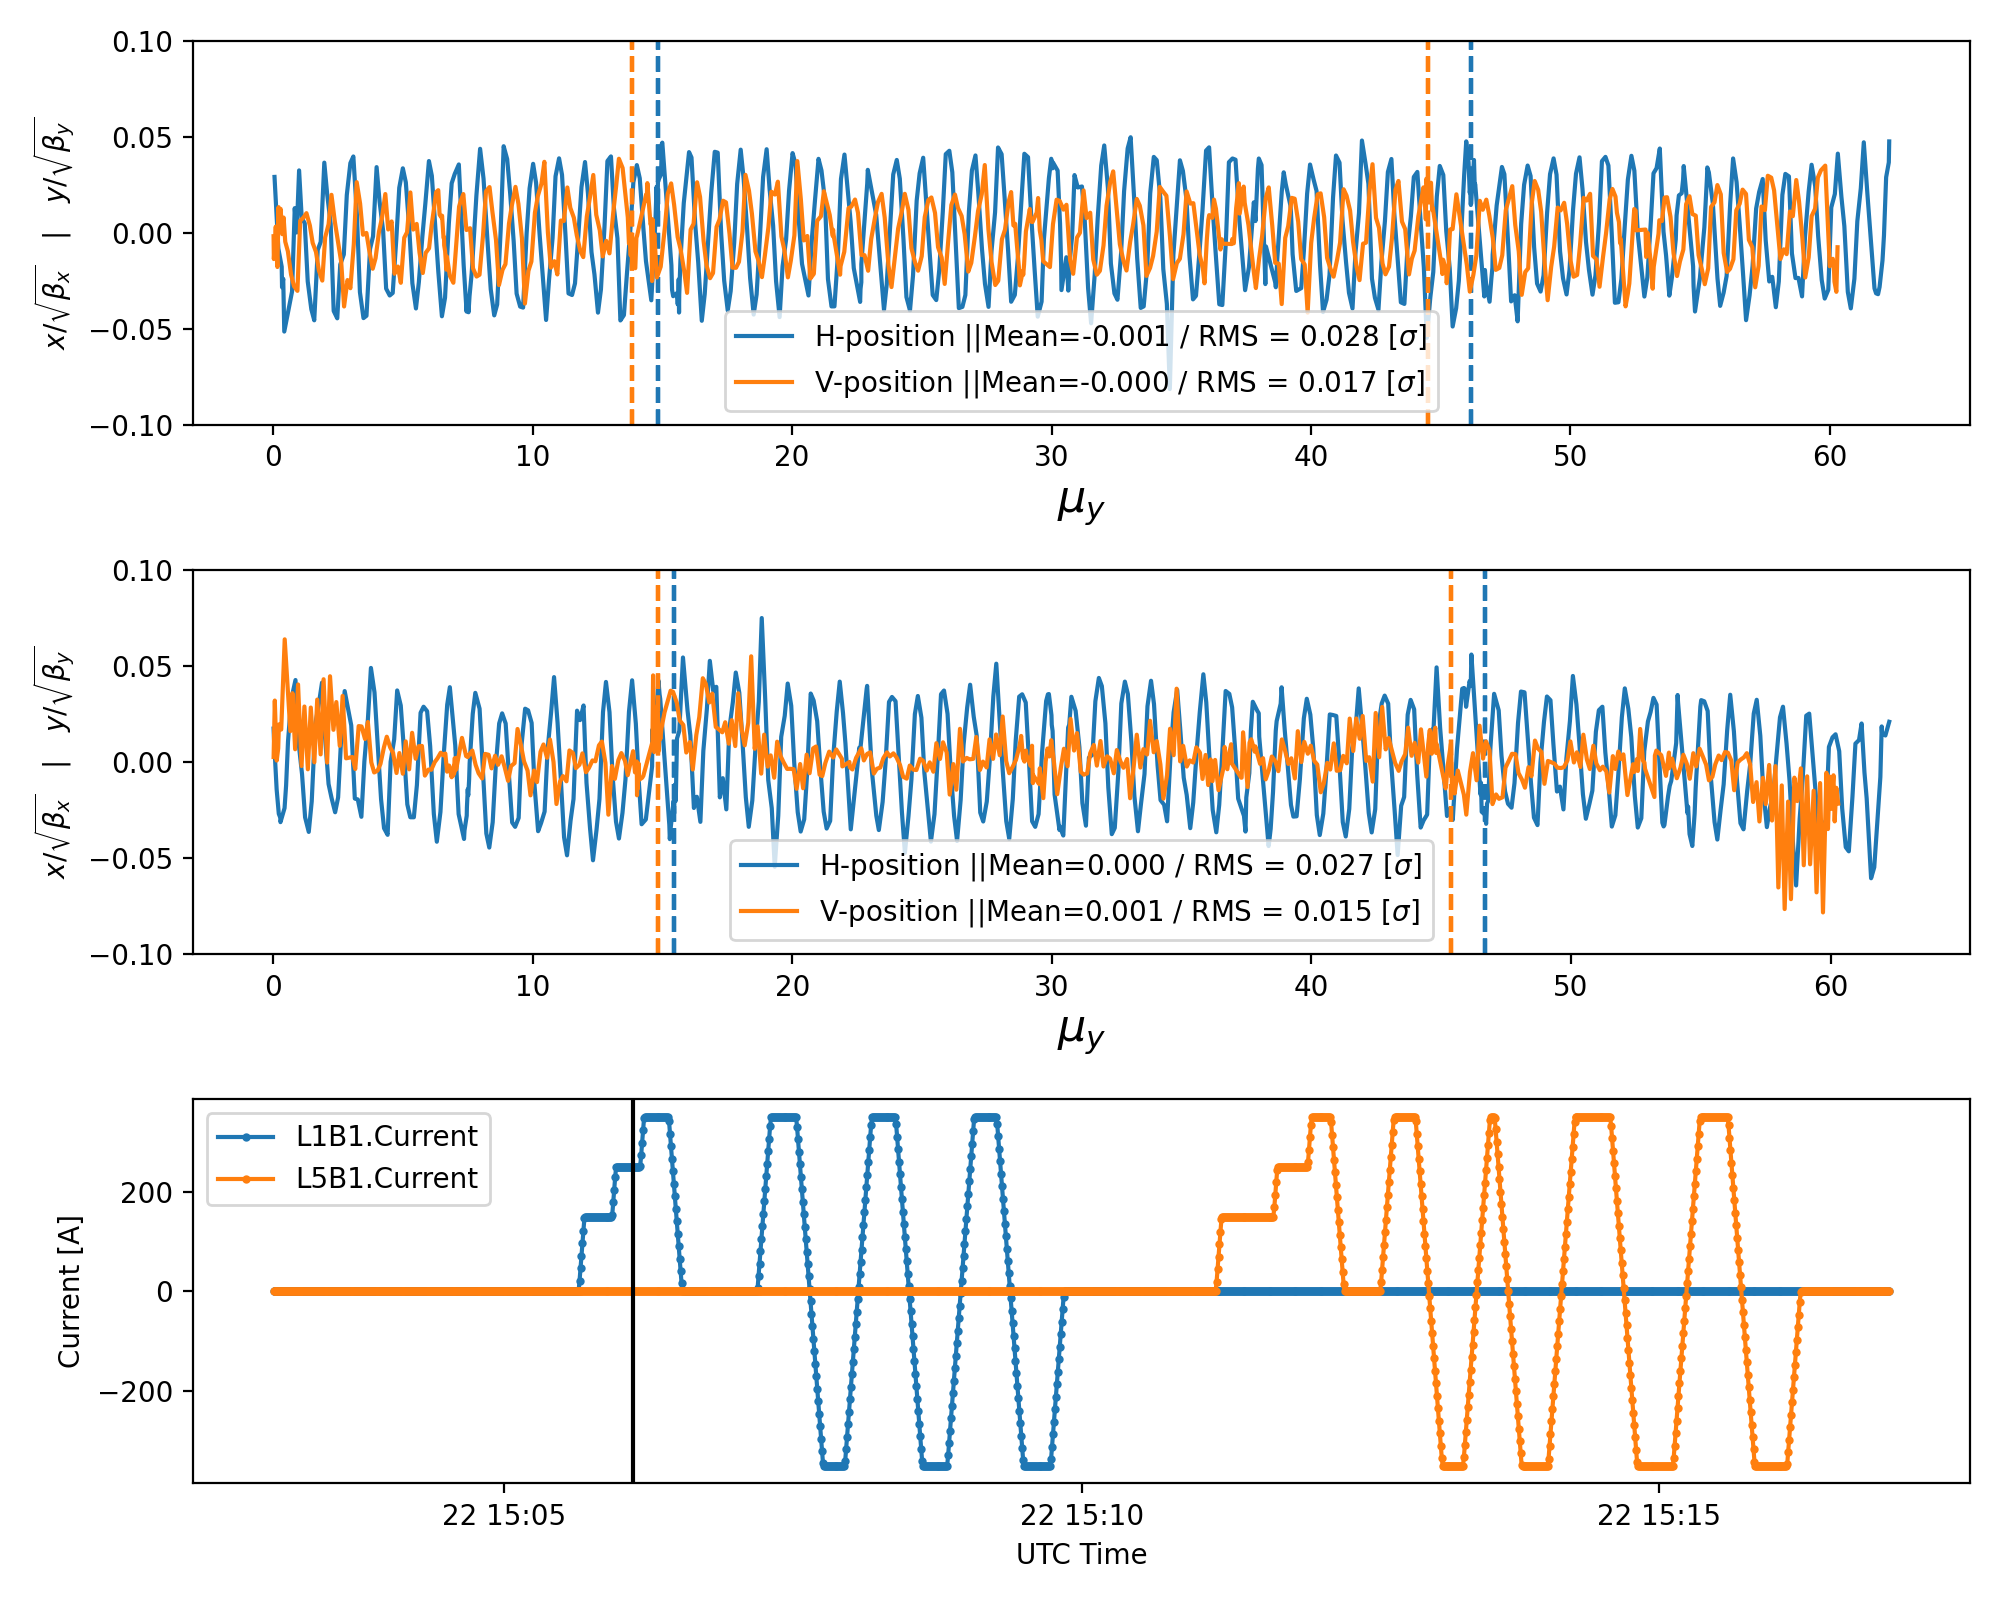 0.10
0.05
0.00
−0.05
−0.10
x/√βx | y/√βy
H-position ||Mean=-0.001 / RMS = 0.028 [σ]
V-position ||Mean=-0.000 / RMS = 0.017 [σ]
0 10 20 30 40 50 60
μy
0.10
0.05
0.00
−0.05
−0.10
x/√βx | y/√βy
H-position ||Mean=0.000 / RMS = 0.027 [σ]
V-position ||Mean=0.001 / RMS = 0.015 [σ]
0 10 20 30 40 50 60
μy
L1B1.Current
L5B1.Current
200
0
−200
Current [A]
22 15:05 22 15:10 22 15:15
UTC Time